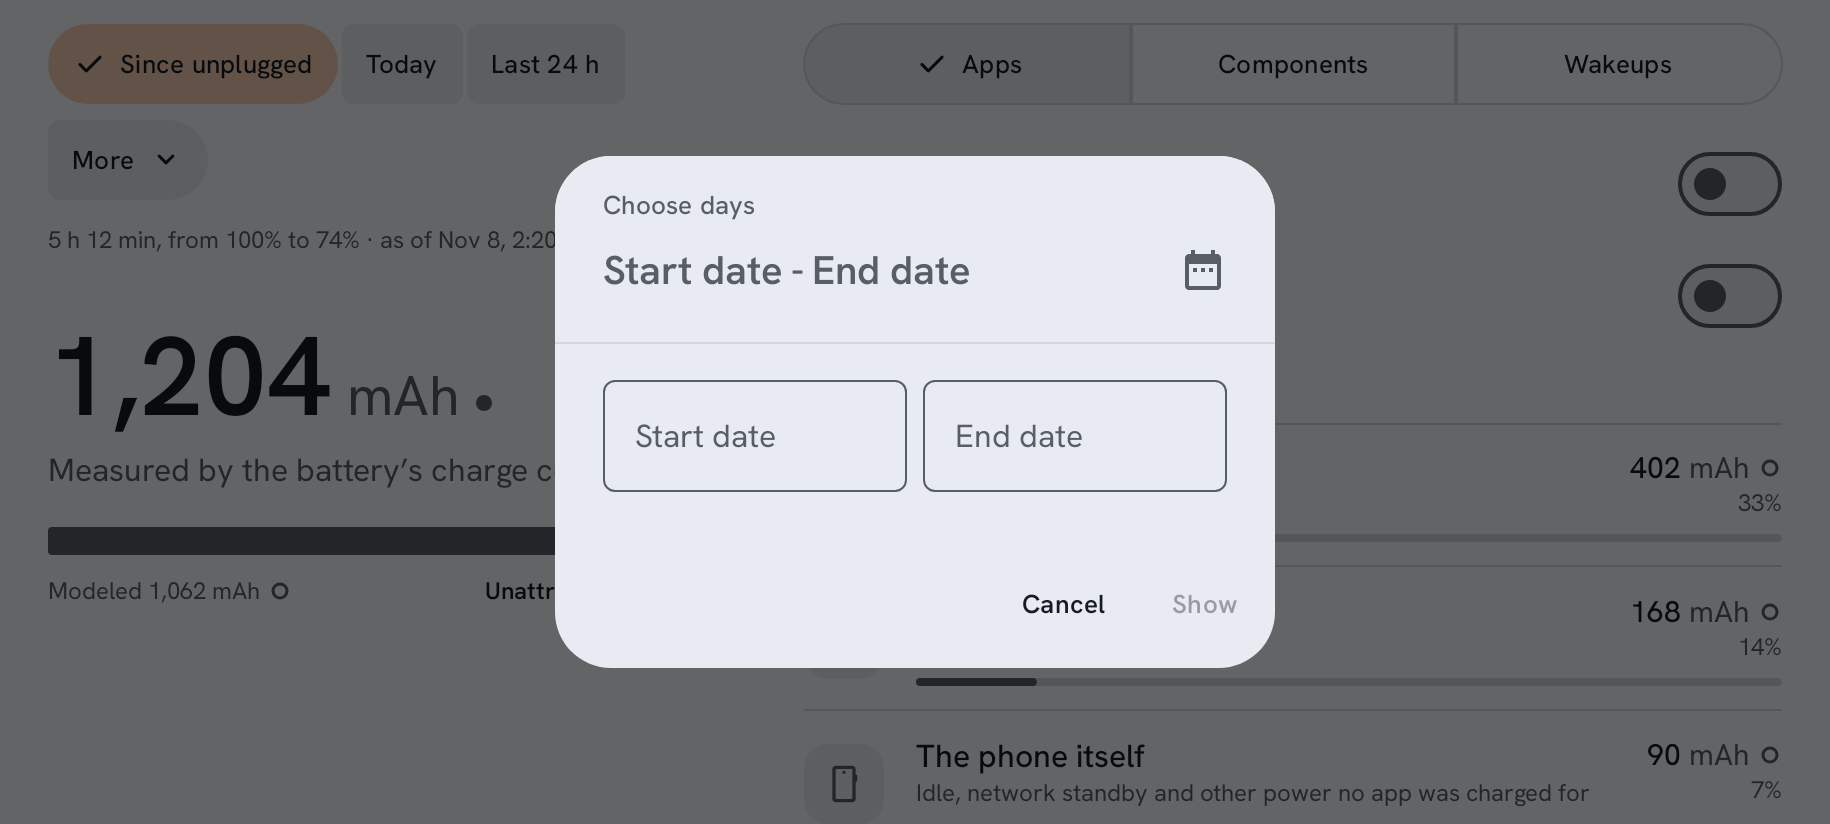 Since unplugged
Today
Last 24 h
Apps
Components
Wakeups
More
5 h 12 min, from 100% to 74% · as of Nov 8, 2:20
1,204 mAh
Measured by the battery’s charge c
Modeled 1,062 mAh
Unattr
Choose days
Start date - End date
Start date
End date
Cancel
Show
402 mAh
33%
168 mAh
14%
The phone itself
90 mAh
Idle, network standby and other power no app was charged for
7%